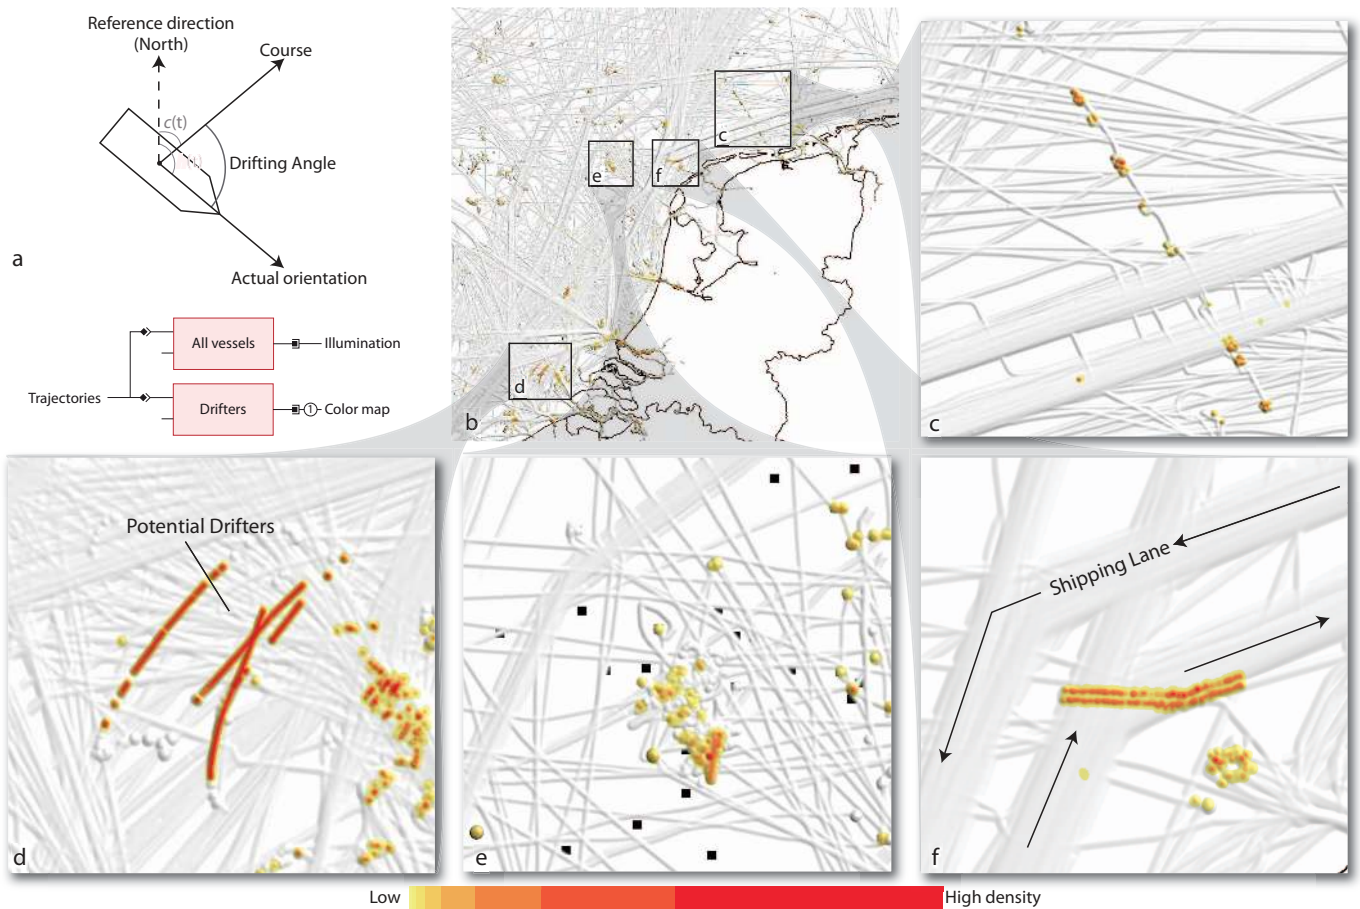 Reference direction
(North)
Course
c(t)
Drifting Angle
a
Actual orientation
All vessels
Illumination
Trajectories
Drifters
1
Color map
b
c
e
f
d
c
Potential Drifters
d
e
Shipping Lane
f
Low
High density